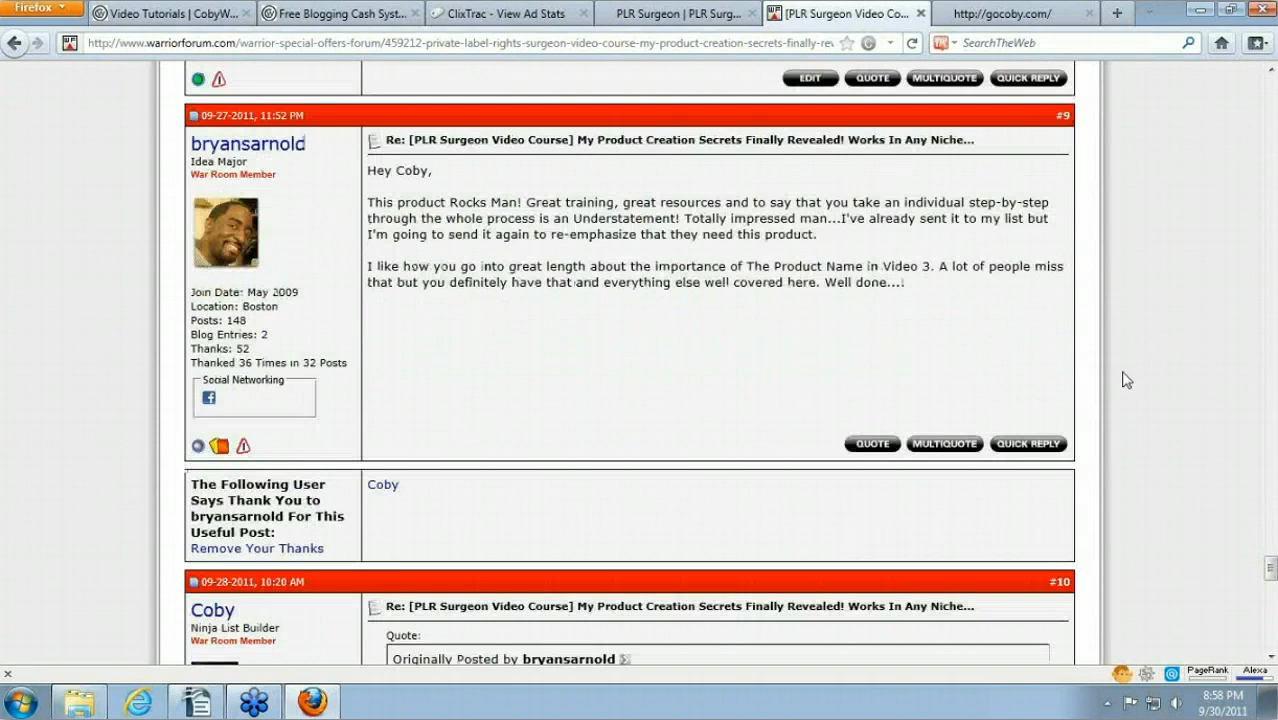 Firefox
Video Tutorials | CobyW...
Free Blogging Cash Syst...
ClixTrac - View Ad Stats
PLR Surgeon | PLR Surg...
[PLR Surgeon Video Co...
http://gocoby.com/
http://www.warriorforum.com/warrior-special-offers-forum/459212-private-label-rights-surgeon-video-course-my-product-creation-secrets-finally-rev
SearchTheWeb
EDIT QUOTE MULTIQUOTE QUICK REPLY
09-27-2011, 11:52 PM #9
bryansarnold
Idea Major
War Room Member
Join Date: May 2009
Location: Boston
Posts: 148
Blog Entries: 2
Thanks: 52
Thanked 36 Times in 32 Posts
Social Networking
Re: [PLR Surgeon Video Course] My Product Creation Secrets Finally Revealed! Works In Any Niche...
Hey Coby,
This product Rocks Man! Great training, great resources and to say that you take an individual step-by-step
through the whole process is an Understatement! Totally impressed man...I've already sent it to my list but
I'm going to send it again to re-emphasize that they need this product.
I like how you go into great length about the importance of The Product Name in Video 3. A lot of people miss
that but you definitely have that and everything else well covered here. Well done...!
QUOTE MULTIQUOTE QUICK REPLY
The Following User
Says Thank You to
bryansarnold For This
Useful Post:
Remove Your Thanks
Coby
09-28-2011, 10:20 AM #10
Coby
Ninja List Builder
War Room Member
Re: [PLR Surgeon Video Course] My Product Creation Secrets Finally Revealed! Works In Any Niche...
Quote:
Originally Posted by bryansarnold
PageRank
Alexa
8:58 PM
9/30/2011